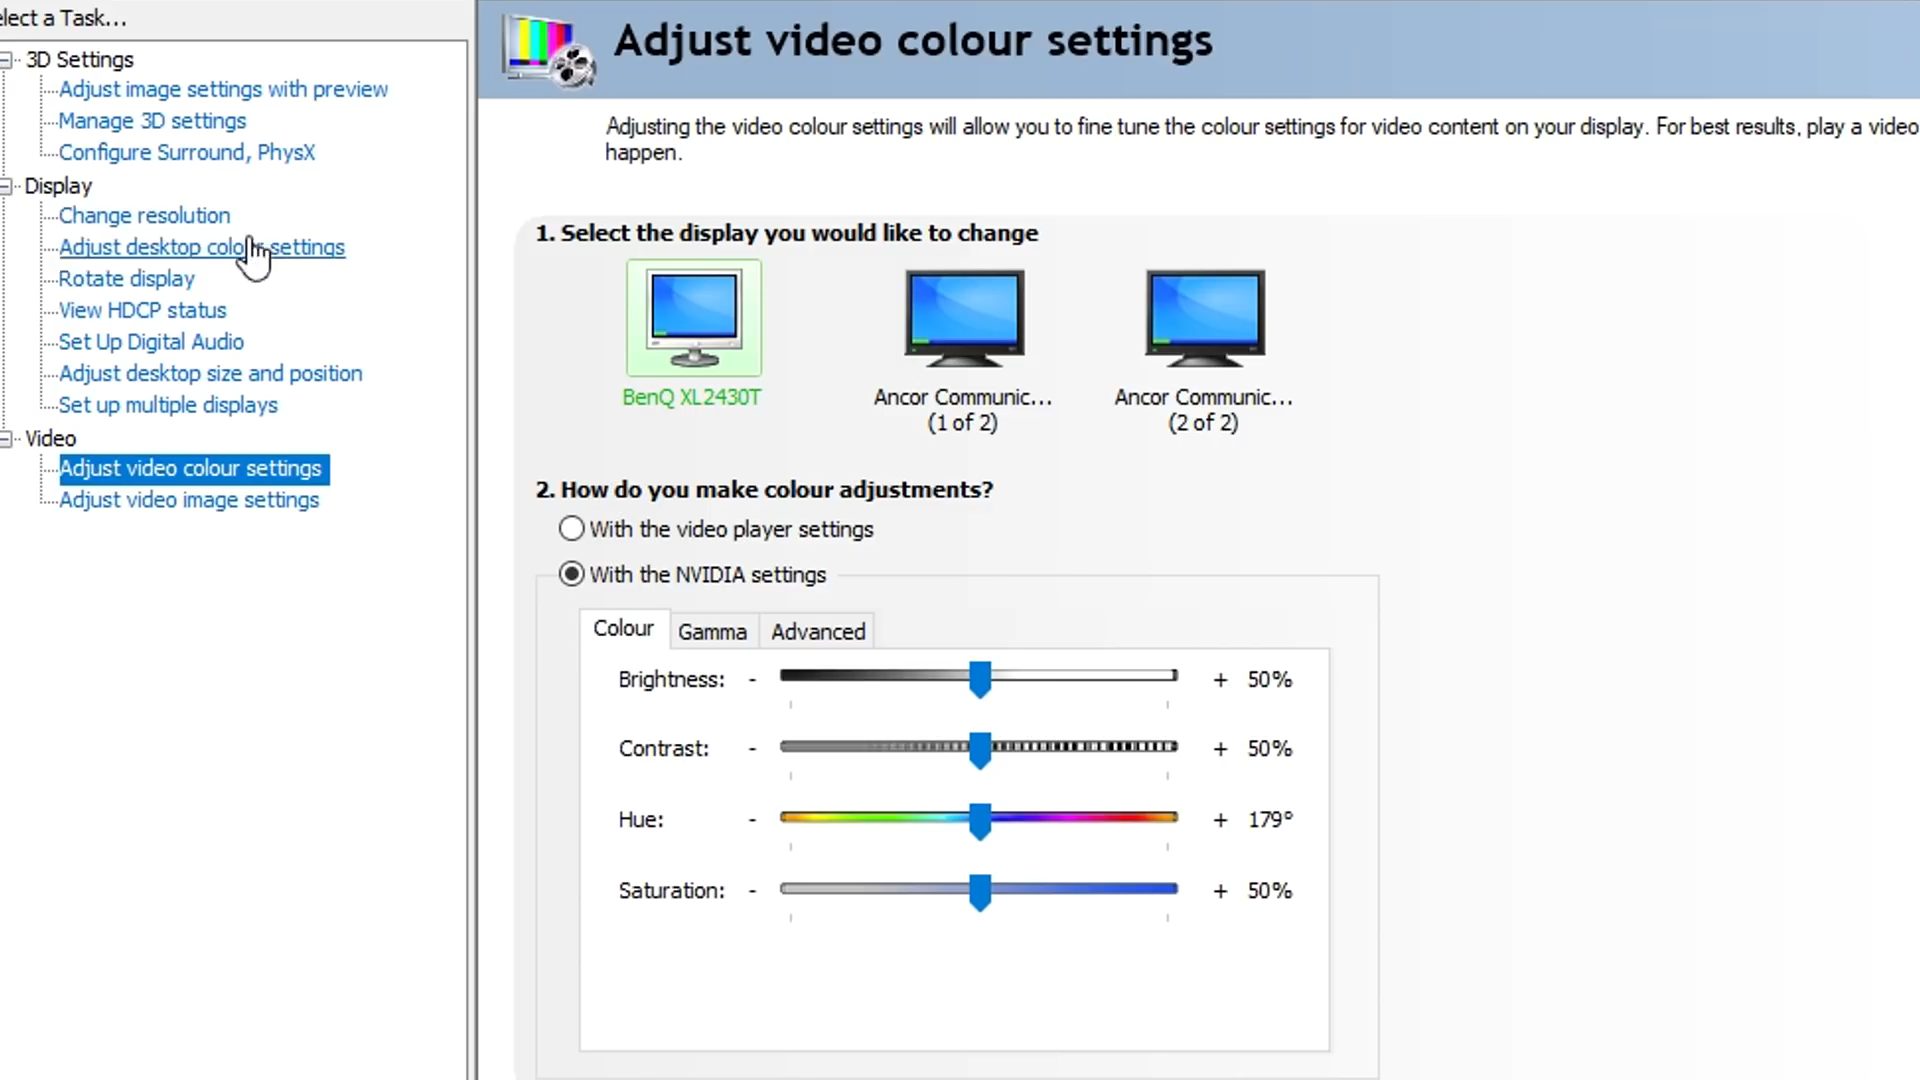 elect a Task...
3D Settings
Adjust image settings with preview
Manage 3D settings
Configure Surround, PhysX
Display
Change resolution
Adjust desktop colour settings
Rotate display
View HDCP status
Set Up Digital Audio
Adjust desktop size and position
Set up multiple displays
Video
Adjust video colour settings
Adjust video image settings
Adjust video colour settings
Adjusting the video colour settings will allow you to fine tune the colour settings for video content on your display. For best results, play a video
happen.
1. Select the display you would like to change
BenQ XL2430T
Ancor Communic...
(1 of 2)
Ancor Communic...
(2 of 2)
2. How do you make colour adjustments?
With the video player settings
With the NVIDIA settings
Colour Gamma Advanced
Brightness: - + 50%
Contrast: - + 50%
Hue: - + 179°
Saturation: - + 50%